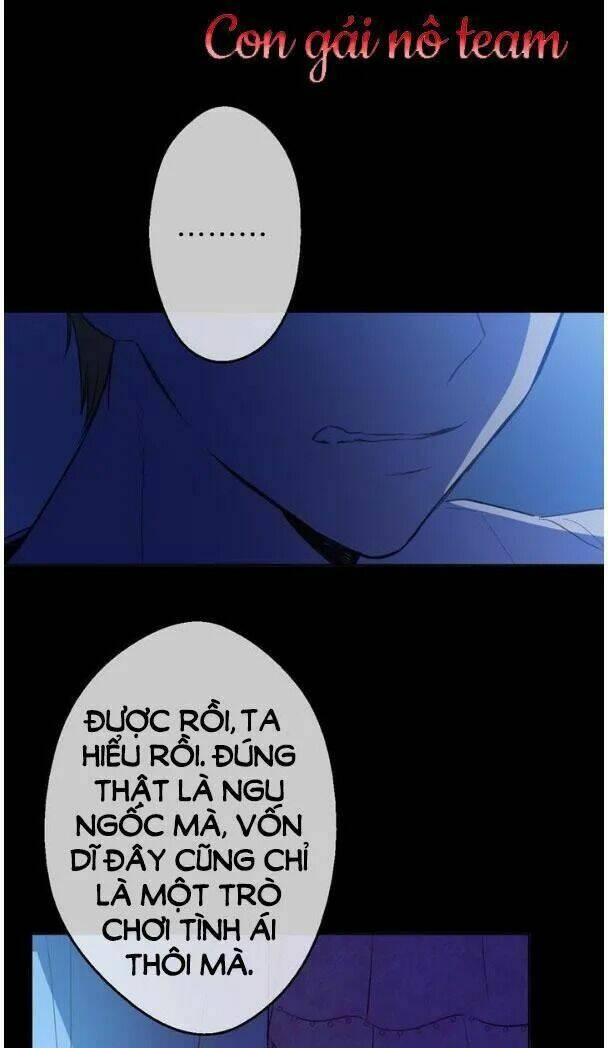 Con gái nô team
.........
ĐƯỢC RỒI, TA
HIỂU RỒI. ĐÚNG
THẬT LÀ NGU
NGỐC MÀ, VỐN
DĨ ĐÂY CŨNG CHỈ
LÀ MỘT TRÒ
CHƠI TÌNH ÁI
THÔI MÀ.